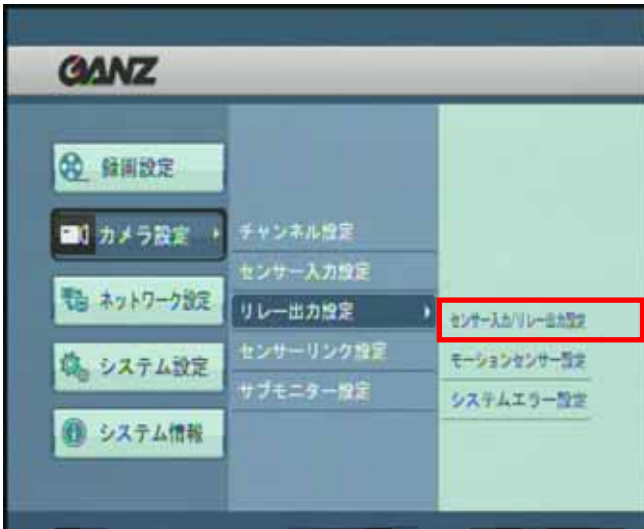 GANZ
録画設定
カメラ設定
ネットワーク設定
システム設定
システム情報
チャンネル設定
センサー入力設定
リレー出力設定
センサーリンク設定
サブモニター設定
センサー入力/リレー出力設定
モーションセンサー設定
システムエラー設定